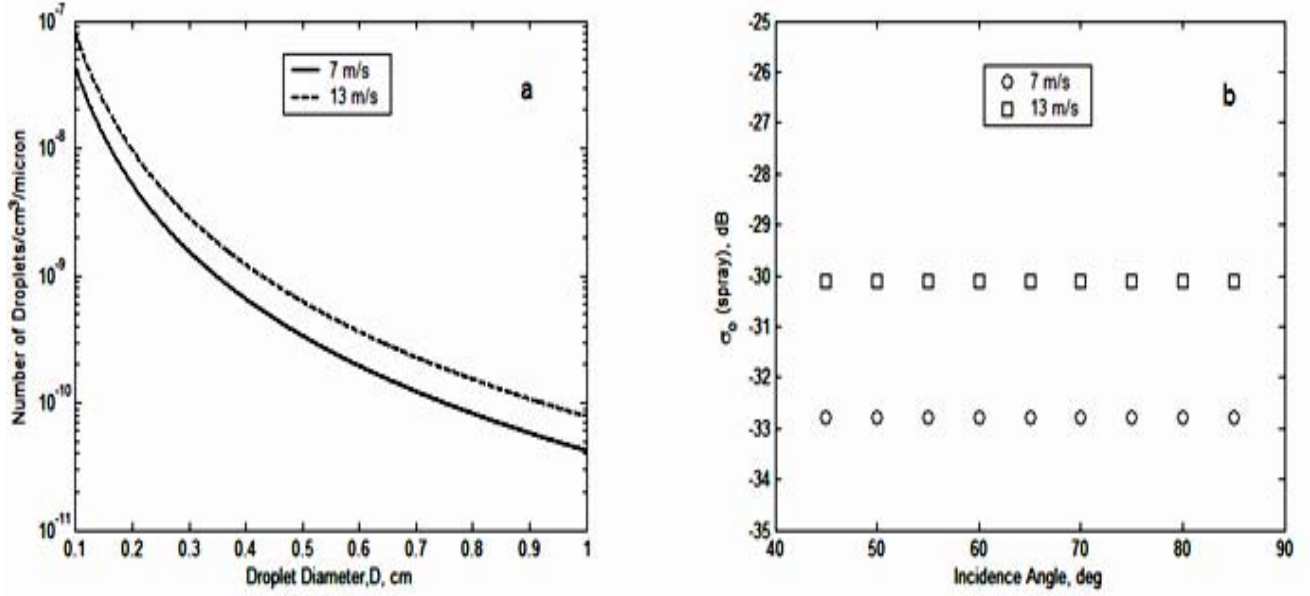 a
7 m/s
13 m/s
Number of Droplets/cm³/micron
10⁻⁷
10⁻⁸
10⁻⁹
10⁻¹⁰
10⁻¹¹
0.1 0.2 0.3 0.4 0.5 0.6 0.7 0.8 0.9 1
Droplet Diameter,D, cm
b
7 m/s
13 m/s
σₒ (spray), dB
-25
-26
-27
-28
-29
-30
-31
-32
-33
-34
-35
40 50 60 70 80 90
Incidence Angle, deg